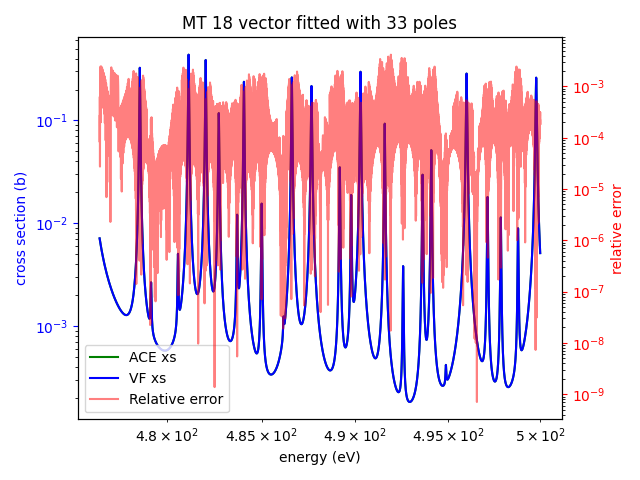 MT 18 vector fitted with 33 poles
cross section (b)
10⁻¹
10⁻²
10⁻³
10⁻³
10⁻⁴
10⁻⁵
10⁻⁶
10⁻⁷
10⁻⁸
10⁻⁹
relative error
ACE xs
VF xs
Relative error
4.8 × 10² 4.85 × 10² 4.9 × 10² 4.95 × 10² 5 × 10²
energy (eV)